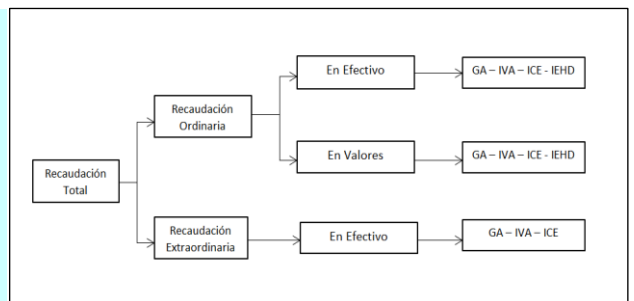 En Efectivo
GA – IVA – ICE - IEHD
Recaudación
Ordinaria
En Valores
GA – IVA – ICE - IEHD
Recaudación
Total
Recaudación
Extraordinaria
En Efectivo
GA – IVA – ICE